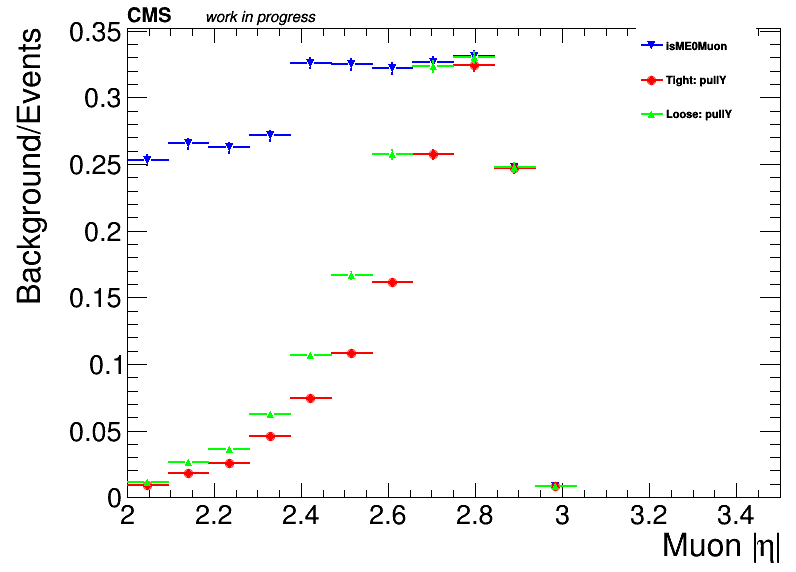 CMS work in progress
Background/Events
0.35
0.3
0.25
0.2
0.15
0.1
0.05
0
isME0Muon
Tight: pullY
Loose: pullY
2 2.2 2.4 2.6 2.8 3 3.2 3.4
Muon |η|